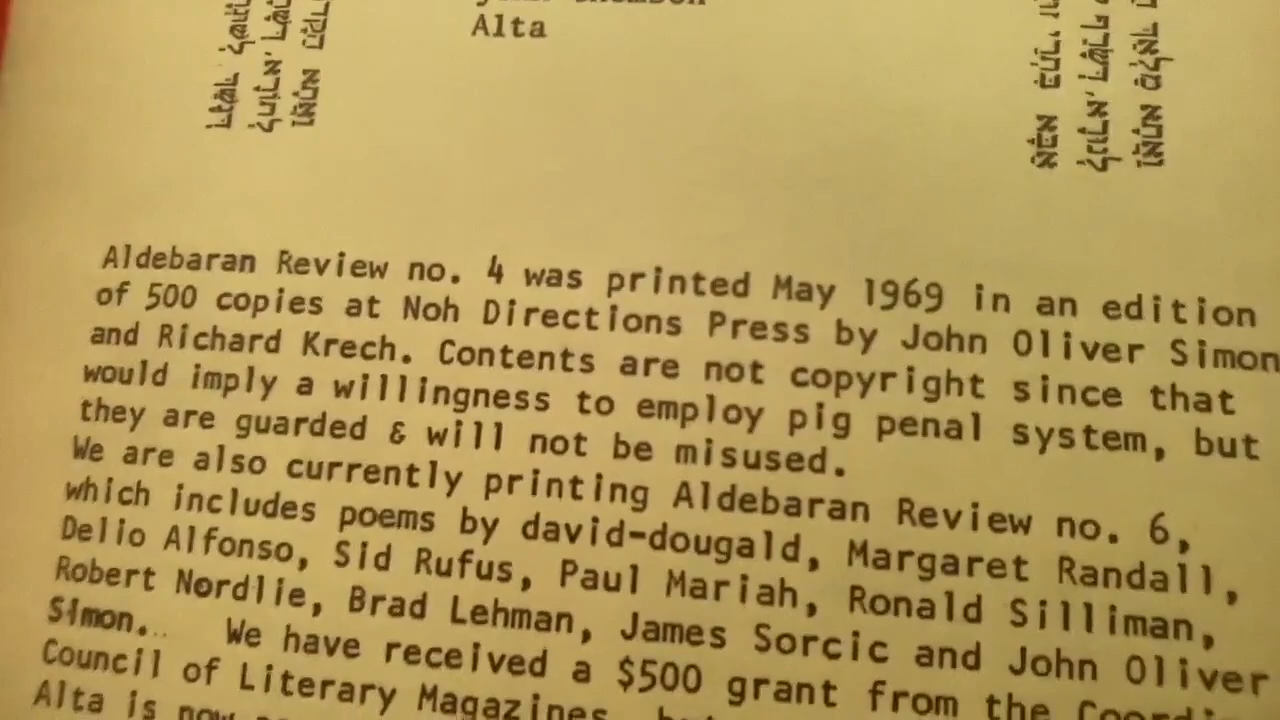 Alta
Aldebaran Review no. 4 was printed May 1969 in an edition
of 500 copies at Noh Directions Press by John Oliver Simon
and Richard Krech. Contents are not copyright since that
would imply a willingness to employ pig penal system, but
they are guarded & will not be misused.
We are also currently printing Aldebaran Review no. 6,
which includes poems by david-dougald, Margaret Randall,
Delio Alfonso, Sid Rufus, Paul Mariah, Ronald Silliman,
Robert Nordlie, Brad Lehman, James Sorcic and John Oliver
Simon. We have received a $500 grant from the
Council of Literary Magazines,
Alta is now